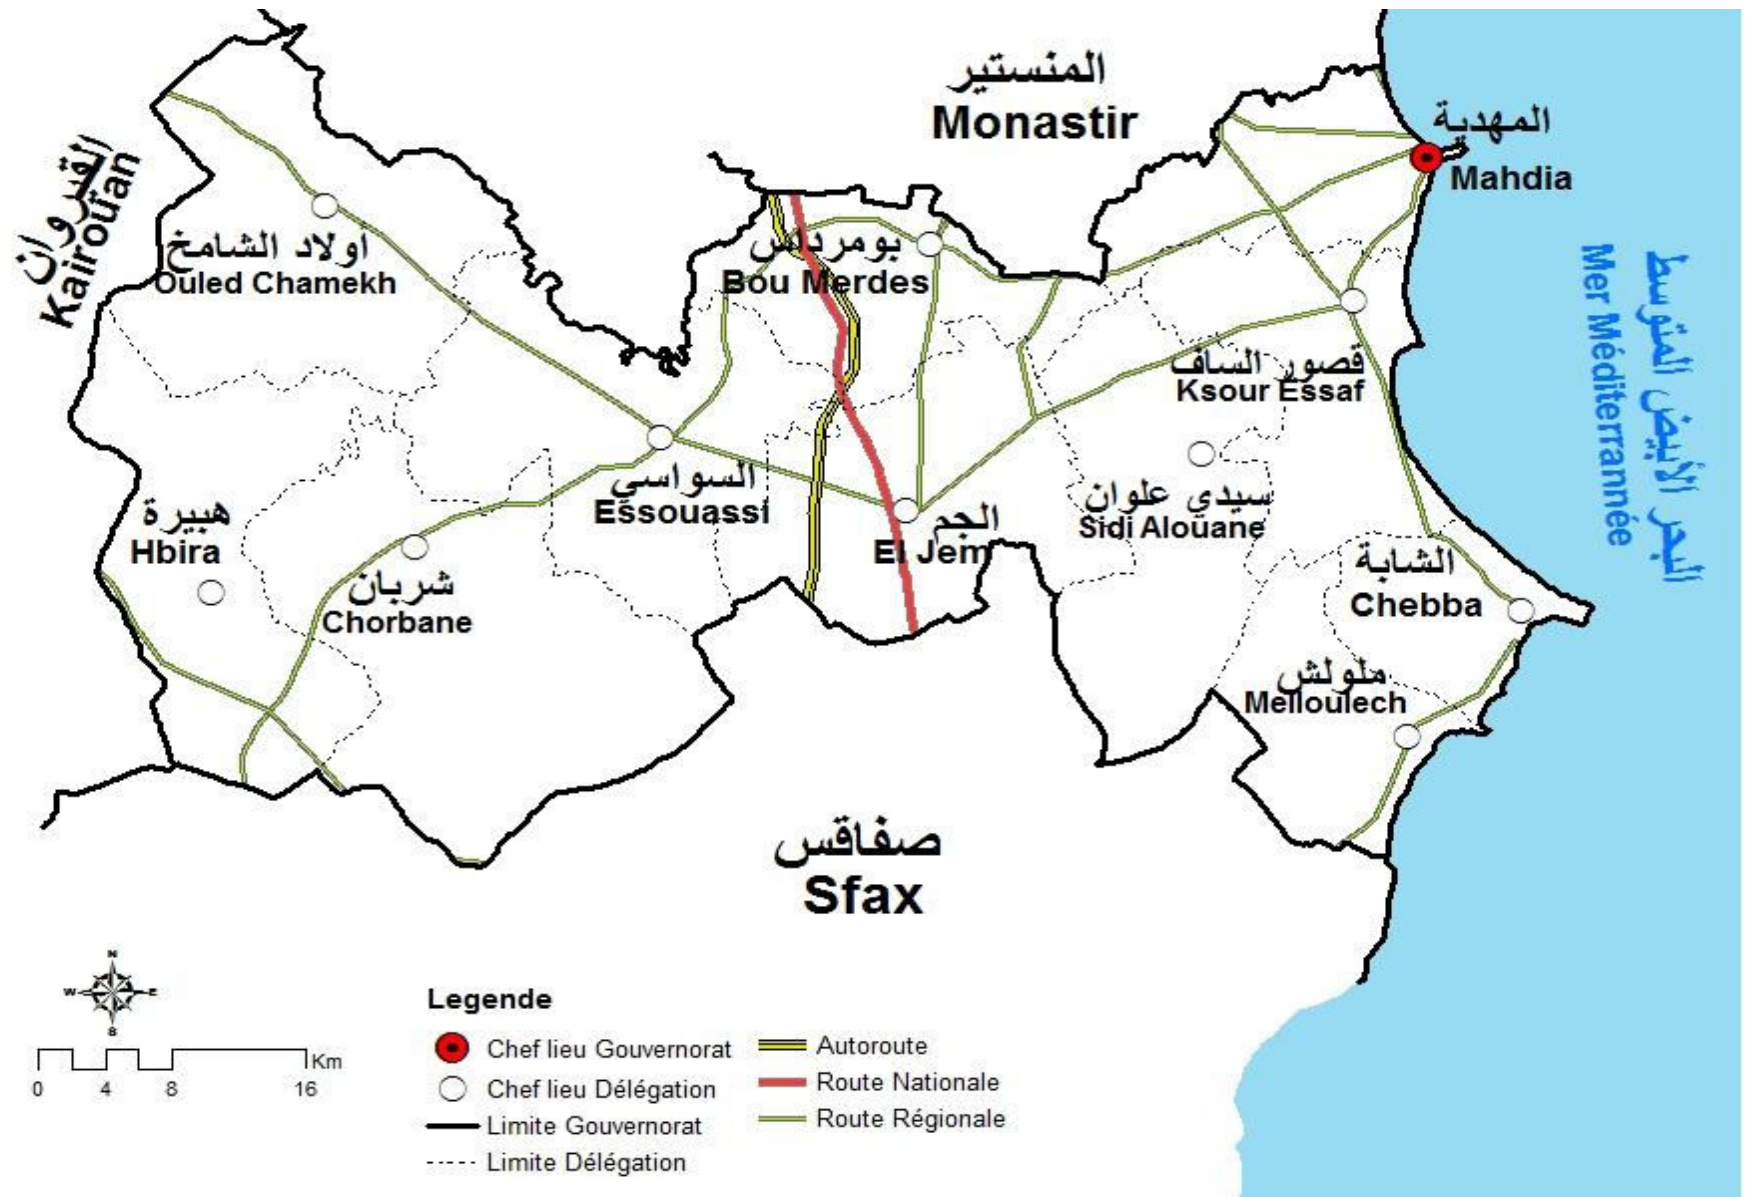 المنستير
Monastir
المهدية
Mahdia
القيروان
Kairouan
اولاد الشامخ
Ouled Chamekh
بومرداس
Bou Merdes
البحر الأبيض المتوسط
Mer Méditerrannée
قصور الساف
Ksour Essaf
السواسي
Essouassi
سيدي علوان
Sidi Alouane
هبيرة
Hbira
الجم
El Jem
الشابة
Chebba
شربان
Chorbane
ملولش
Melloulech
صفاقس
Sfax
N
W E
S
Km
0 4 8 16
Legende
Chef lieu Gouvernorat
Chef lieu Délégation
Limite Gouvernorat
Limite Délégation
Autoroute
Route Nationale
Route Régionale